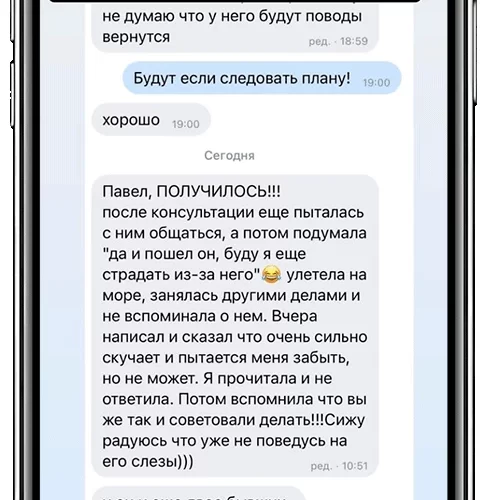 не думаю что у него будут поводы
вернутся
ред. · 18:59
Будут если следовать плану!
19:00
хорошо
19:00
Сегодня
Павел, ПОЛУЧИЛОСЬ!!!
после консультации еще пыталась
с ним общаться, а потом подумала
"да и пошел он, буду я еще
страдать из-за него"😂 улетела на
море, занялась другими делами и
не вспоминала о нем. Вчера
написал и сказал что очень сильно
скучает и пытается меня забыть,
но не может. Я прочитала и не
ответила. Потом вспомнила что вы
же так и советовали делать!!!Сижу
радуюсь что уже не поведусь на
его слезы)))
ред. · 10:51